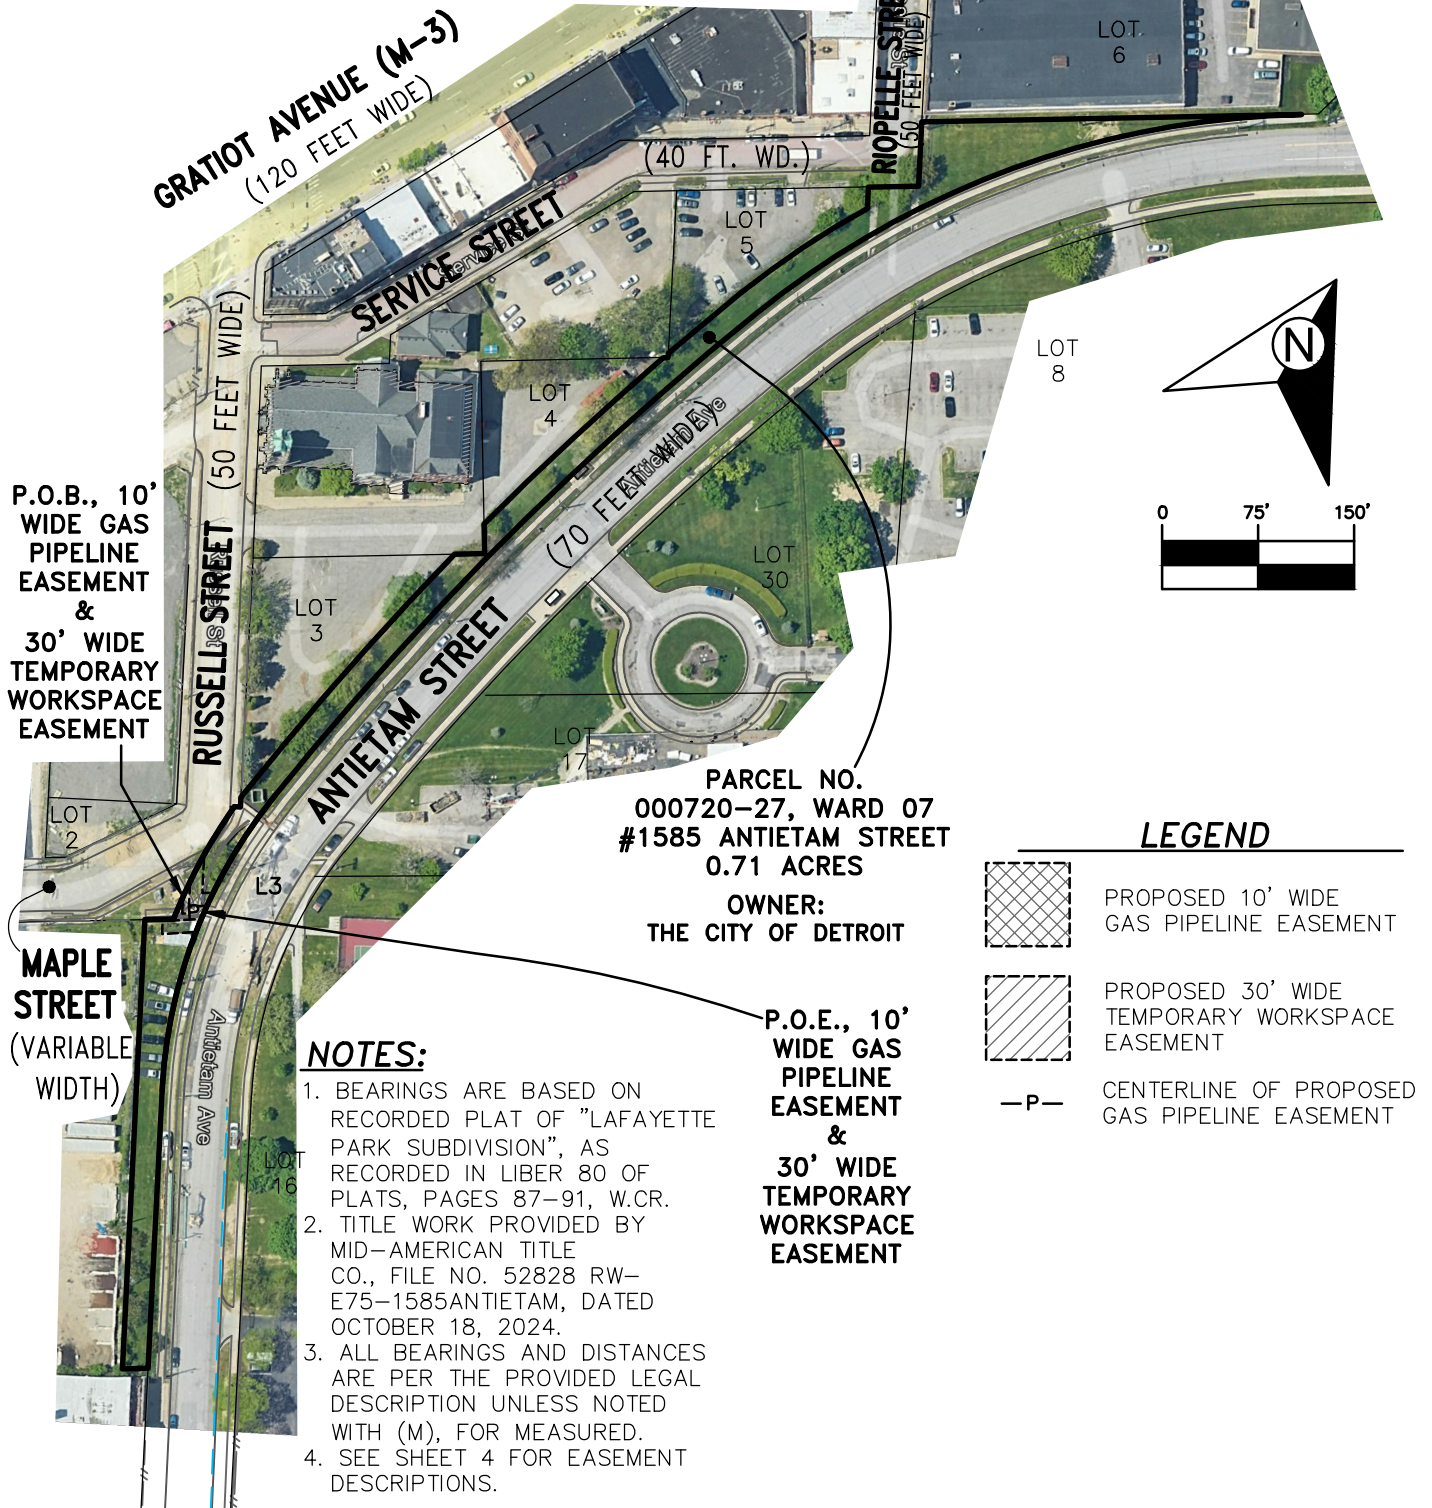 GRATIOT AVENUE (M-3)
(120 FEET WIDE)
RIOPELLE STRE
(50 FEET WIDE)
LOT
6
(40 FT. WD.)
SERVICE STREET
Service St
LOT
5
LOT
8
N
LOT
4
RUSSELL STREET (50 FEET WIDE)
Russell St
0 75' 150'
P.O.B., 10'
WIDE GAS
PIPELINE
EASEMENT
&
30' WIDE
TEMPORARY
WORKSPACE
EASEMENT
ANTIETAM STREET (70 FEET WIDE)
Antietam Ave
LOT
30
LOT
3
LOT
17
LOT
2
L3
P
MAPLE
STREET
(VARIABLE
WIDTH)
Antietam Ave
LOT
16
PARCEL NO.
000720-27, WARD 07
#1585 ANTIETAM STREET
0.71 ACRES
OWNER:
THE CITY OF DETROIT
P.O.E., 10'
WIDE GAS
PIPELINE
EASEMENT
&
30' WIDE
TEMPORARY
WORKSPACE
EASEMENT
LEGEND
PROPOSED 10' WIDE
GAS PIPELINE EASEMENT
PROPOSED 30' WIDE
TEMPORARY WORKSPACE
EASEMENT
—P— CENTERLINE OF PROPOSED
GAS PIPELINE EASEMENT
NOTES:
1. BEARINGS ARE BASED ON
RECORDED PLAT OF "LAFAYETTE
PARK SUBDIVISION", AS
RECORDED IN LIBER 80 OF
PLATS, PAGES 87-91, W.CR.
2. TITLE WORK PROVIDED BY
MID-AMERICAN TITLE
CO., FILE NO. 52828 RW-
E75-1585ANTIETAM, DATED
OCTOBER 18, 2024.
3. ALL BEARINGS AND DISTANCES
ARE PER THE PROVIDED LEGAL
DESCRIPTION UNLESS NOTED
WITH (M), FOR MEASURED.
4. SEE SHEET 4 FOR EASEMENT
DESCRIPTIONS.